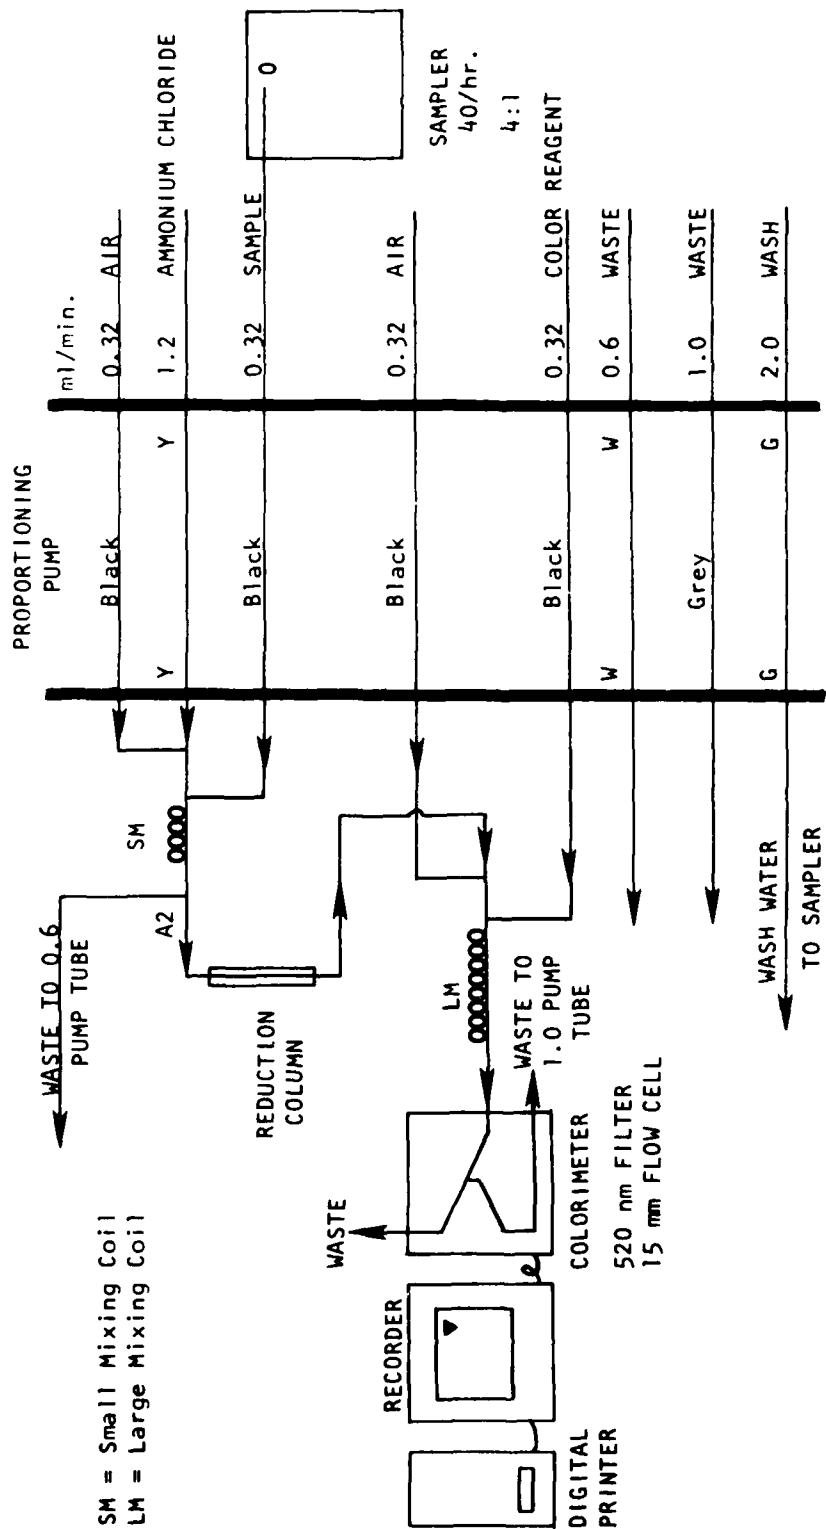 SM = Small Mixing Coil
LM = Large Mixing Coil
WASTE TO 0.6
PUMP TUBE
A2
SM
PROPORTIONING
PUMP
ml/min.
Black
0.32 AIR
Y
Y
1.2 AMMONIUM CHLORIDE
Black
0.32 SAMPLE
O
SAMPLER
40/hr.
4:1
REDUCTION
COLUMN
Black
0.32 AIR
LM
Black
0.32 COLOR REAGENT
W
W
0.6 WASTE
Grey
1.0 WASTE
G
G
2.0 WASH
WASH WATER
TO SAMPLER
WASTE TO
1.0 PUMP
TUBE
WASTE
COLORIMETER
520 nm FILTER
15 mm FLOW CELL
RECORDER
DIGITAL
PRINTER